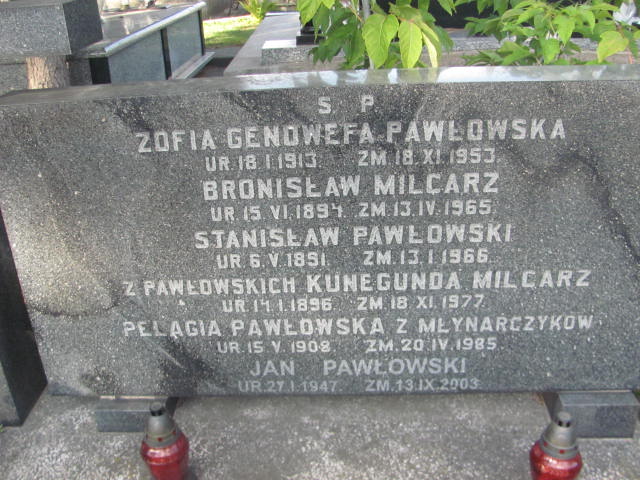 S P
ZOFIA GENOWEFA PAWŁOWSKA
UR. 18.I.1913. ZM. 18.XI.1953.
BRONISŁAW MILCARZ
UR. 15.VI.1894. ZM. 13.IV.1965.
STANISŁAW PAWŁOWSKI
UR. 6.V.1891. ZM. 13.I.1966.
Z PAWŁOWSKICH KUNEGUNDA MILCARZ
UR. 14.I.1896. ZM. 18.XI.1977.
PELAGIA PAWŁOWSKA Z MŁYNARCZYKÓW
UR. 15.V.1908. ZM. 20.IV.1985.
JAN PAWŁOWSKI
UR. 27.I.1947. ZM. 13.IX.2003.